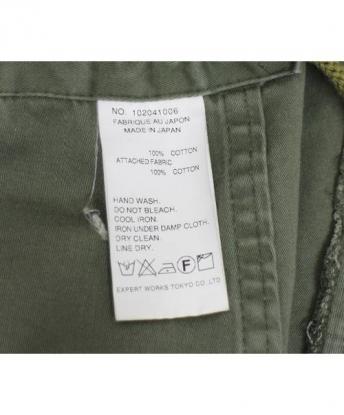 NO. 102041006
FABRIQUE AU JAPON
MADE IN JAPAN
100% COTTON
ATTACHED FABRIC
100% COTTON
HAND WASH.
DO NOT BLEACH.
COOL IRON.
IRON UNDER DAMP CLOTH.
DRY CLEAN.
LINE DRY.
F
EXPERT WORKS TOKYO CO.,LTD